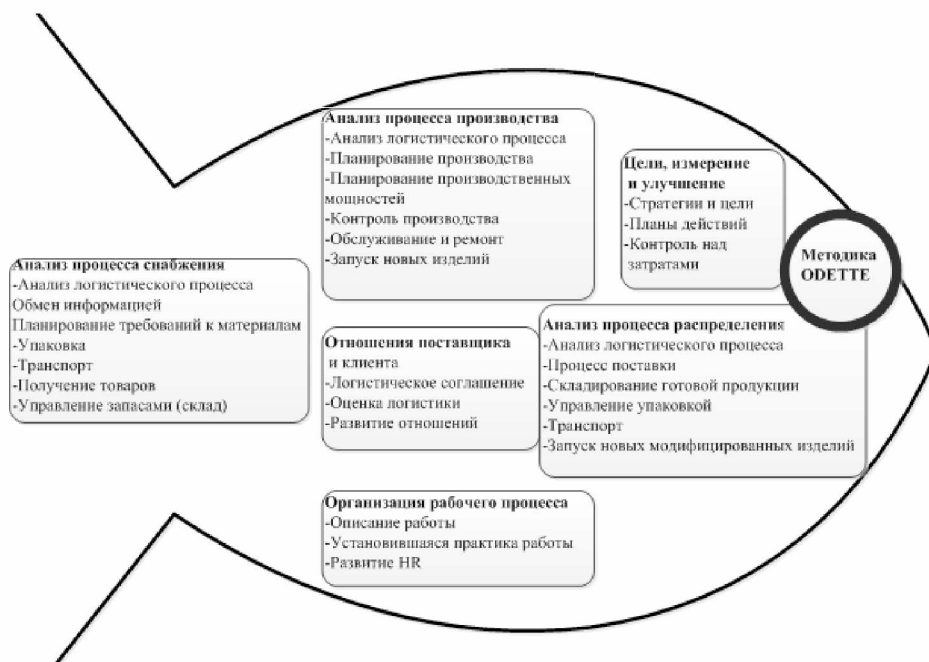 Анализ процесса производства
-Анализ логистического процесса
-Планирование производства
-Планирование производственных
мощностей
-Контроль производства
-Обслуживание и ремонт
-Запуск новых изделий
Цели, измерение
и улучшение
-Стратегии и цели
-Планы действий
-Контроль над
затратами
Методика
ODETTE
Анализ процесса снабжения
-Анализ логистического процесса
Обмен информацией
Планирование требований к материалам
-Упаковка
-Транспорт
-Получение товаров
-Управление запасами (склад)
Отношения поставщика
и клиента
-Логистическое соглашение
-Оценка логистики
-Развитие отношений
Анализ процесса распределения
-Анализ логистического процесса
-Процесс поставки
-Складирование готовой продукции
-Управление упаковкой
-Транспорт
-Запуск новых модифицированных изделий
Организация рабочего процесса
-Описание работы
-Установившаяся практика работы
-Развитие HR